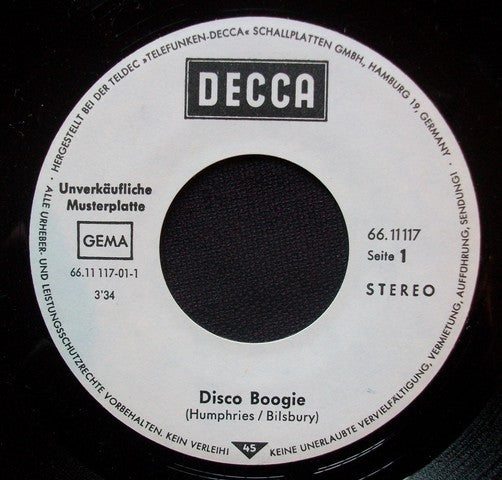 HERGESTELLT BEI DER TELDEC »TELEFUNKEN-DECCA« SCHALLPLATTEN GMBH, HAMBURG 19, GERMANY ·
DECCA
Unverkäufliche
Musterplatte
GEMA
66.11 117-01-1
3'34
66.11117
Seite 1
STEREO
Disco Boogie
(Humphries / Bilsbury)
· ALLE URHEBER- UND LEISTUNGSSCHUTZRECHTE VORBEHALTEN. KEIN VERLEIH!
45
KEINE UNERLAUBTE VERVIELFÄLTIGUNG, VERMIETUNG, AUFFÜHRUNG, SENDUNG!